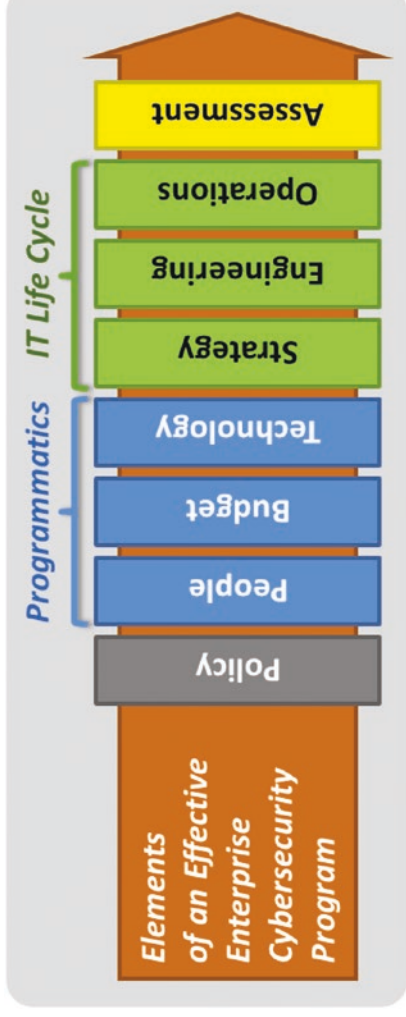 Elements
of an Effective
Enterprise
Cybersecurity
Program
Policy
Programmatics
People
Budget
Technology
IT Life Cycle
Strategy
Engineering
Operations
Assessment